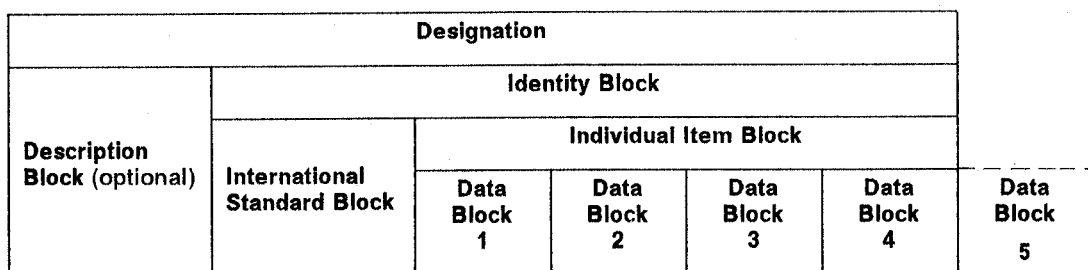 Designation
Identity Block
Individual Item Block
Description
Block (optional)
International
Standard Block
Data
Block
1
Data
Block
2
Data
Block
3
Data
Block
4
Data
Block
5